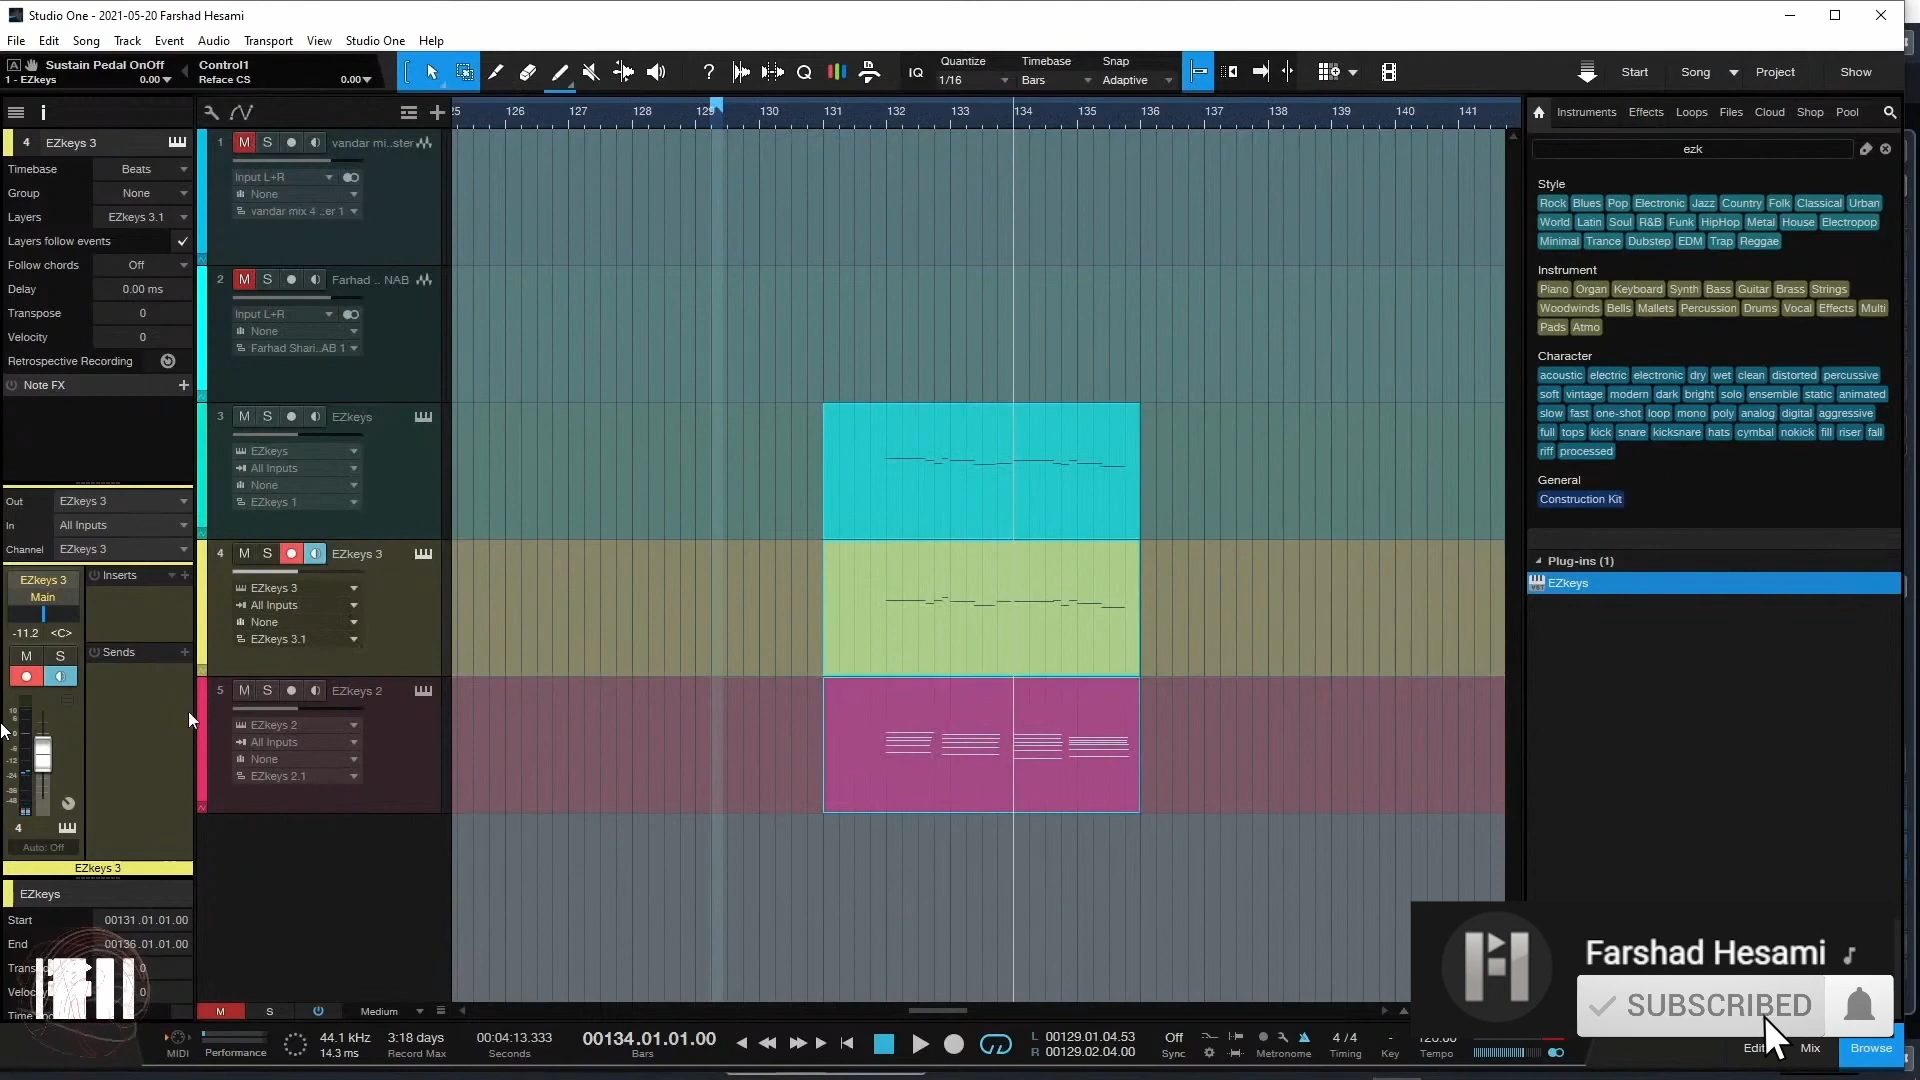 Studio One - 2021-05-20 Farshad Hesami
File Edit Song Track Event Audio Transport View Studio One Help
A Sustain Pedal OnOff Control1
1 - EZkeys 0.00 Reface CS 0.00
? Q IQ
Quantize Timebase Snap
1/16 Bars Adaptive
Start Song Project Show
125 126 127 128 129 130 131 132 133 134 135 136 137 138 139 140 141
4 EZkeys 3
Timebase Beats
Group None
Layers EZkeys 3.1
Layers follow events
Follow chords Off
Delay 0.00 ms
Transpose 0
Velocity 0
Retrospective Recording
Note FX
Out EZkeys 3
In All Inputs
Channel EZkeys 3
EZkeys 3
Main
Inserts
-11.2 <C>
M S
Sends
10
6
0
-6
-12
-24
-36
-48
4
Auto: Off
EZkeys 3
EZkeys
Start 00131.01.01.00
End 00136.01.01.00
Trans 0
Veloc 0
1 M S vandar mi..ster
Input L+R
None
vandar mix 4 ..er 1
2 M S Farhad .. NAB
Input L+R
None
Farhad Shari..AB 1
3 M S EZkeys
EZkeys
All Inputs
None
EZkeys 1
4 M S EZkeys 3
EZkeys 3
All Inputs
None
EZkeys 3.1
5 M S EZkeys 2
EZkeys 2
All Inputs
None
EZkeys 2.1
M S Medium
Instruments Effects Loops Files Cloud Shop Pool
ezk
Style
Rock Blues Pop Electronic Jazz Country Folk Classical Urban
World Latin Soul R&B Funk HipHop Metal House Electropop
Minimal Trance Dubstep EDM Trap Reggae
Instrument
Piano Organ Keyboard Synth Bass Guitar Brass Strings
Woodwinds Bells Mallets Percussion Drums Vocal Effects Multi
Pads Atmo
Character
acoustic electric electronic dry wet clean distorted percussive
soft vintage modern dark bright solo ensemble static animated
slow fast one-shot loop mono poly analog digital aggressive
full tops kick snare kicksnare hats cymbal nokick fill riser fall
riff processed
General
Construction Kit
Plug-ins (1)
EZkeys
Farshad Hesami
SUBSCRIBED
MIDI
Performance
44.1 kHz
14.3 ms
3:18 days
Record Max
00:04:13.333
Seconds
00134.01.01.00
Bars
L 00129.01.04.53
R 00129.02.04.00
Off
Sync
Metronome
4 / 4
Timing
-
Key
Tempo
Edit Mix Browse